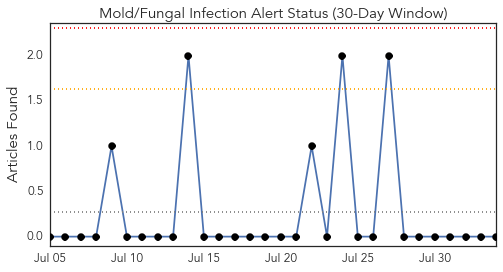 Mold/Fungal Infection Alert Status (30-Day Window)
Articles Found
2.0
1.5
1.0
0.5
0.0
Jul 05 Jul 10 Jul 15 Jul 20 Jul 25 Jul 30